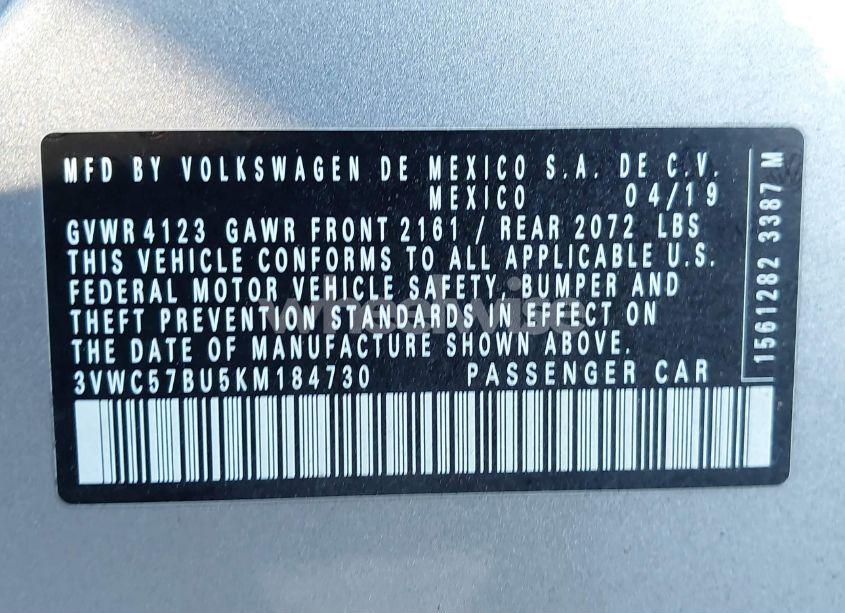 MFD BY VOLKSWAGEN DE MEXICO S.A. DE C.V.
MEXICO 04/19
GVWR 4123 GAWR FRONT 2161 / REAR 2072 LBS
THIS VEHICLE CONFORMS TO ALL APPLICABLE U.S.
FEDERAL MOTOR VEHICLE SAFETY, BUMPER AND
THEFT PREVENTION STANDARDS IN EFFECT ON
THE DATE OF MANUFACTURE SHOWN ABOVE.
3VWC57BU5KM184730 PASSENGER CAR
1561282 3387 M
wheelwise